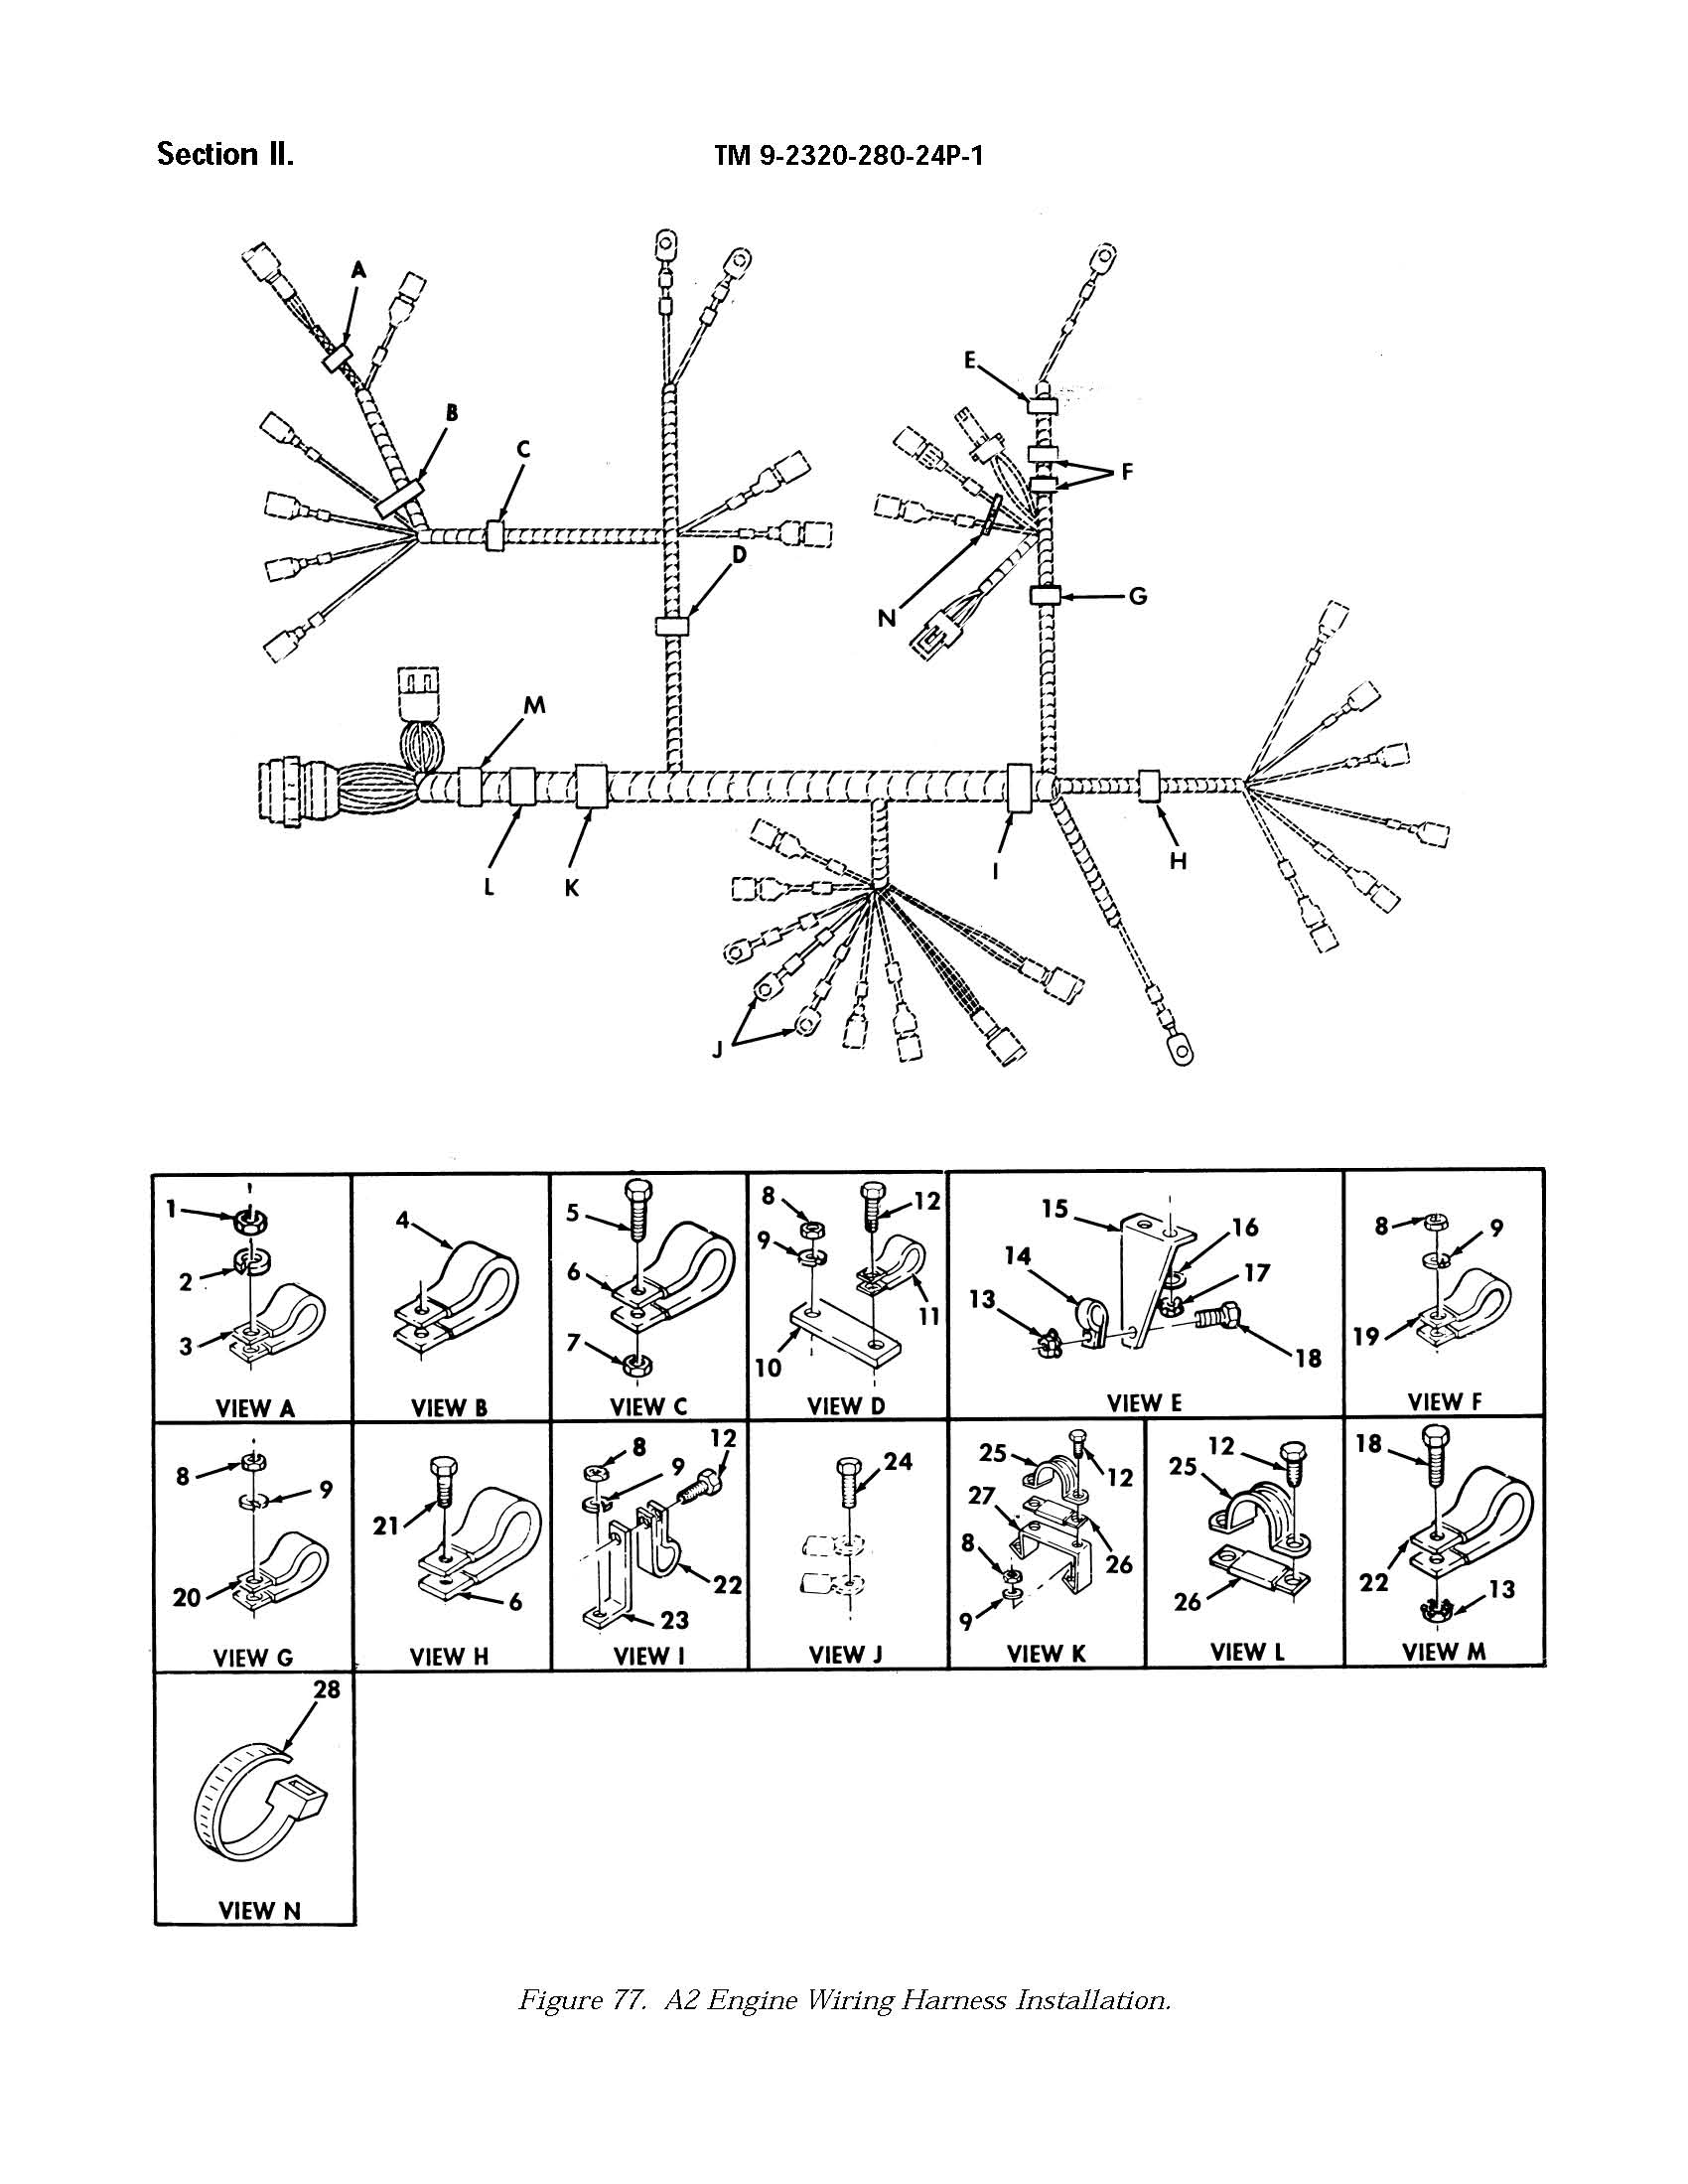 Section II.
TM 9-2320-280-24P-1
A
B
C
D
E
F
N
G
M
L
K
I
H
J
1
2
3
VIEW A
4
VIEW B
5
6
7
VIEW C
8
9
10
12
11
VIEW D
15
14
13
16
17
18
VIEW E
8
9
19
VIEW F
8
9
20
VIEW G
21
6
VIEW H
8
9
12
22
23
VIEW I
24
VIEW J
25
12
27
8
26
9
VIEW K
12
25
26
VIEW L
18
22
13
VIEW M
28
VIEW N
Figure 77. A2 Engine Wiring Harness Installation.